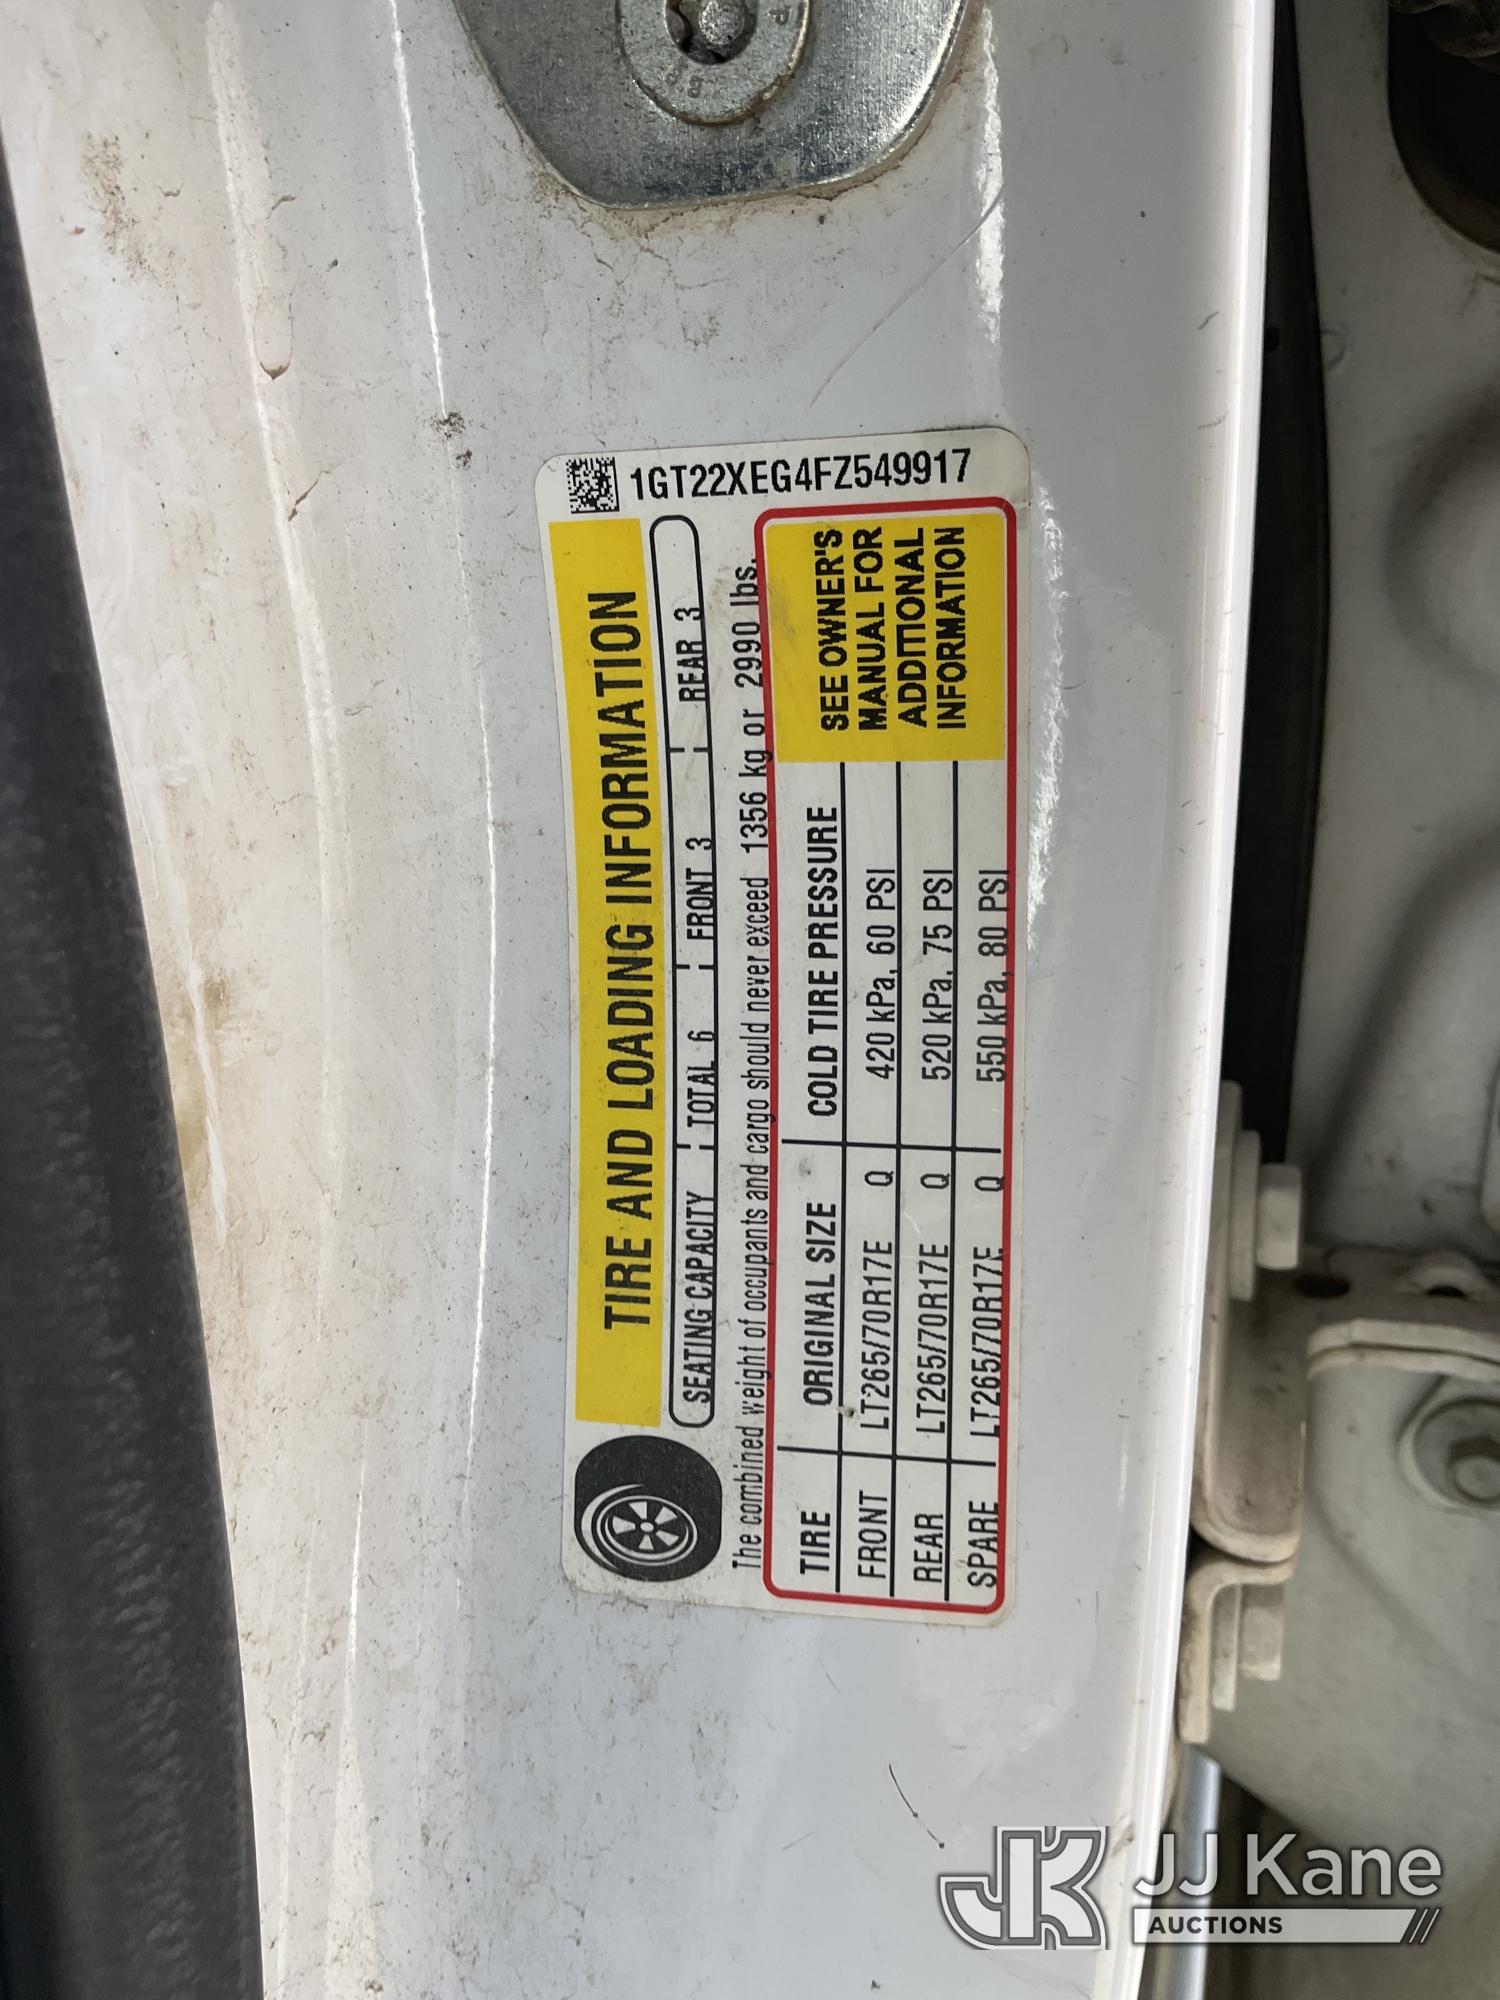 1GT22XEG4FZ549917
TIRE AND LOADING INFORMATION
SEATING CAPACITY TOTAL 6 FRONT 3 REAR 3
The combined weight of occupants and cargo should never exceed 1356 kg or 2990 lbs.
TIRE ORIGINAL SIZE COLD TIRE PRESSURE
FRONT LT265/70R17E Q 420 kPa, 60 PSI
REAR LT265/70R17E Q 520 kPa, 75 PSI
SPARE LT265/70R17E Q 550 kPa, 80 PSI
SEE OWNER'S
MANUAL FOR
ADDITIONAL
INFORMATION
8.8
JK JJ Kane
AUCTIONS